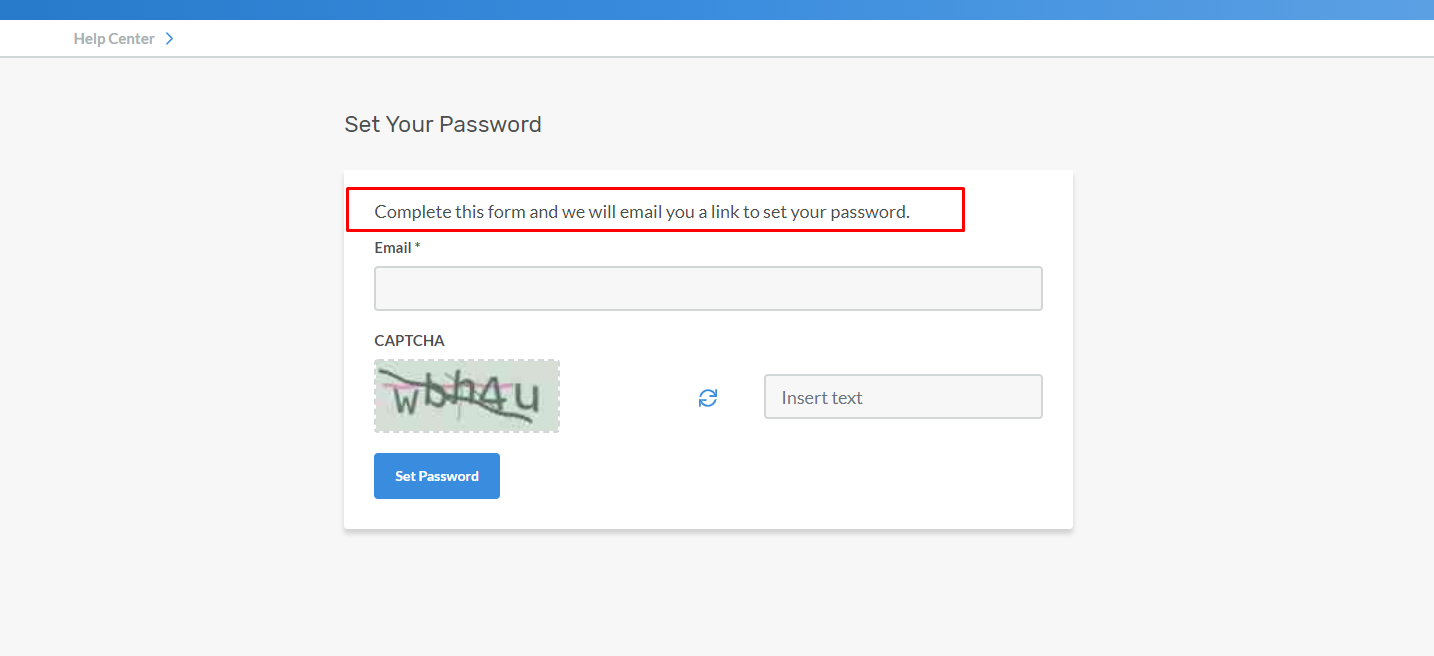 Help Center
Set Your Password
Complete this form and we will email you a link to set your password.
Email *
CAPTCHA
wbh4u
Insert text
Set Password